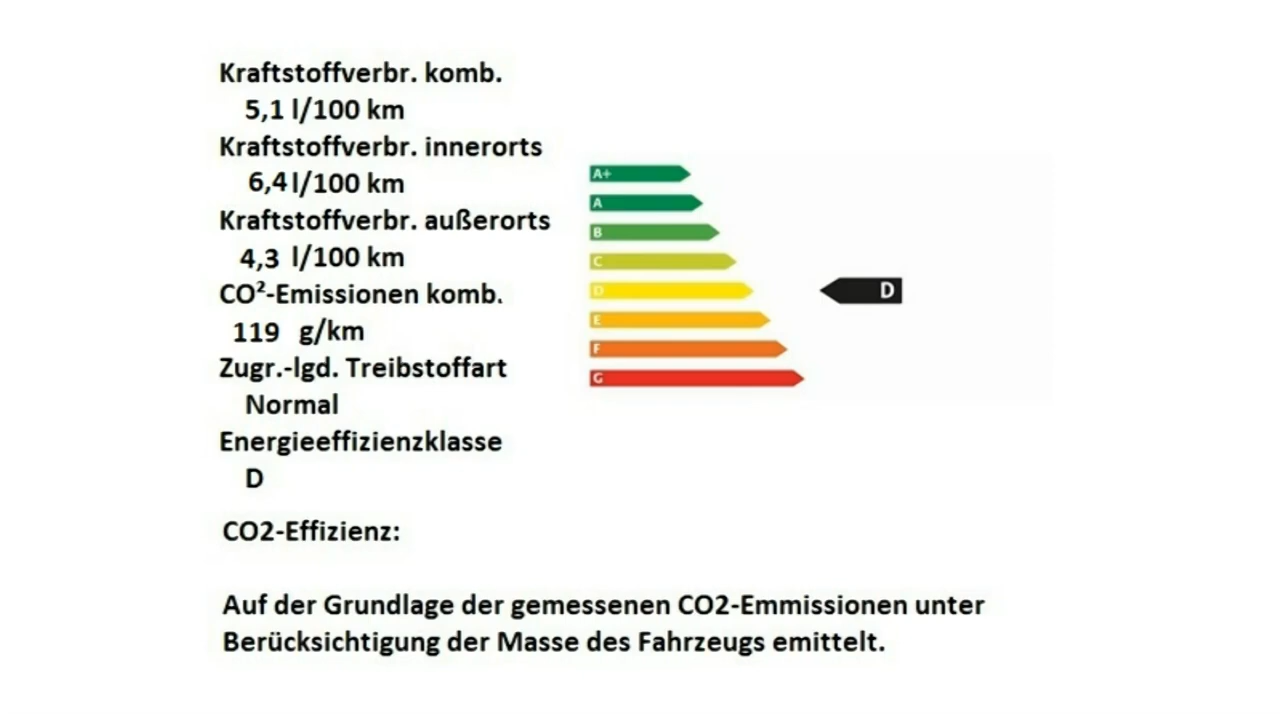 Kraftstoffverbr. komb.
5,1 l/100 km
Kraftstoffverbr. innerorts
6,4 l/100 km
Kraftstoffverbr. außerorts
4,3 l/100 km
CO²-Emissionen komb.
119 g/km
Zugr.-lgd. Treibstoffart
Normal
Energieeffizienzklasse
D
A+
A
B
C
D
E
F
G
D
CO2-Effizienz:
Auf der Grundlage der gemessenen CO2-Emmissionen unter
Berücksichtigung der Masse des Fahrzeugs emittelt.